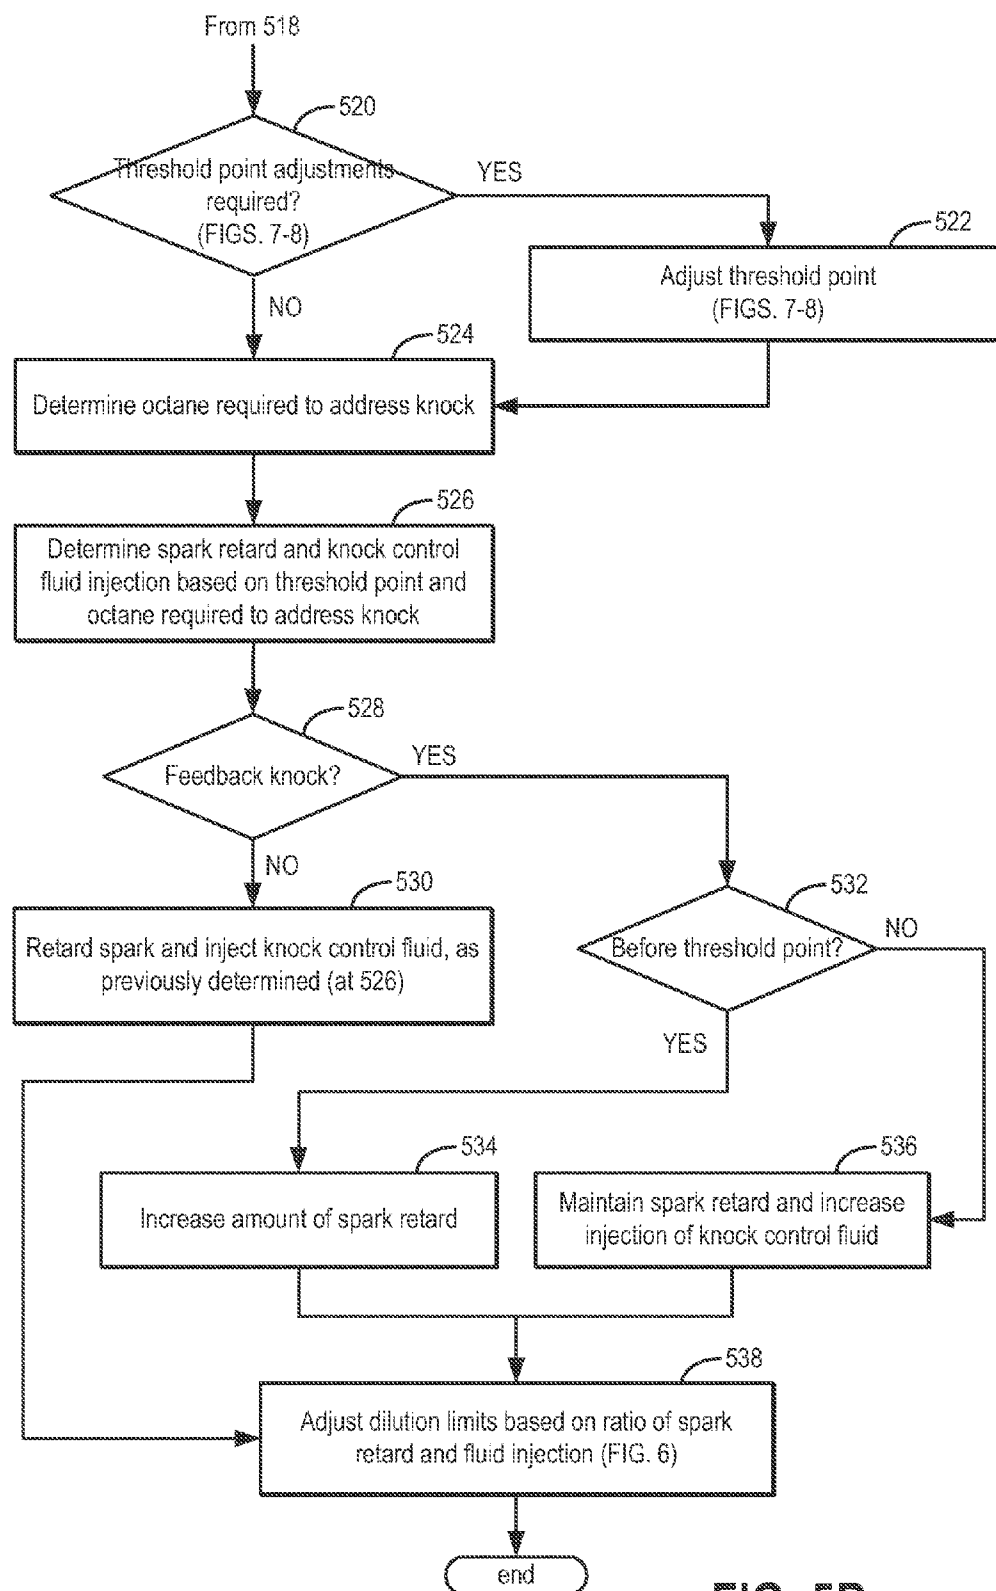 From 518
520
Threshold point adjustments
required?
(FIGS. 7-8)
YES
522
Adjust threshold point
(FIGS. 7-8)
NO
524
Determine octane required to address knock
526
Determine spark retard and knock control
fluid injection based on threshold point and
octane required to address knock
528
Feedback knock?
YES
NO
530
Retard spark and inject knock control fluid, as
previously determined (at 526)
532
Before threshold point?
NO
YES
534
Increase amount of spark retard
536
Maintain spark retard and increase
injection of knock control fluid
538
Adjust dilution limits based on ratio of spark
retard and fluid injection (FIG. 6)
end